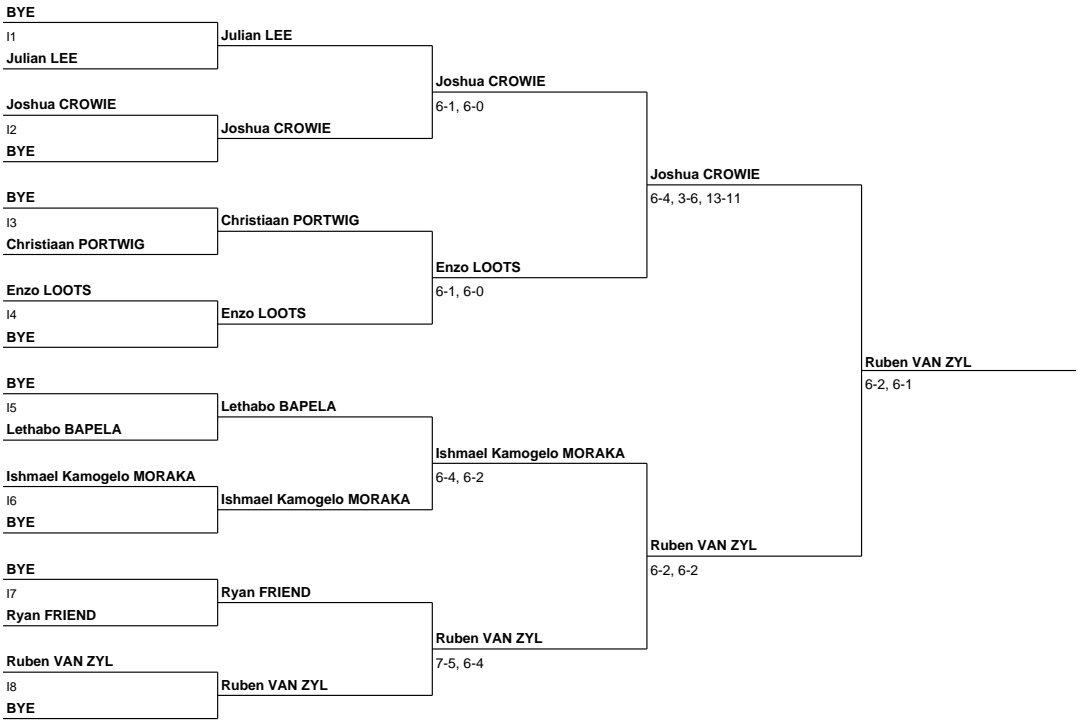 BYE
I1
Julian LEE
Joshua CROWIE
I2
BYE
BYE
I3
Christiaan PORTWIG
Enzo LOOTS
I4
BYE
BYE
I5
Lethabo BAPELA
Ishmael Kamogelo MORAKA
I6
BYE
BYE
I7
Ryan FRIEND
Ruben VAN ZYL
I8
BYE
Julian LEE
Joshua CROWIE
Christiaan PORTWIG
Enzo LOOTS
Lethabo BAPELA
Ishmael Kamogelo MORAKA
Ryan FRIEND
Ruben VAN ZYL
Joshua CROWIE
6-1, 6-0
Enzo LOOTS
6-1, 6-0
Ishmael Kamogelo MORAKA
6-4, 6-2
Ruben VAN ZYL
7-5, 6-4
Joshua CROWIE
6-4, 3-6, 13-11
Ruben VAN ZYL
6-2, 6-2
Ruben VAN ZYL
6-2, 6-1